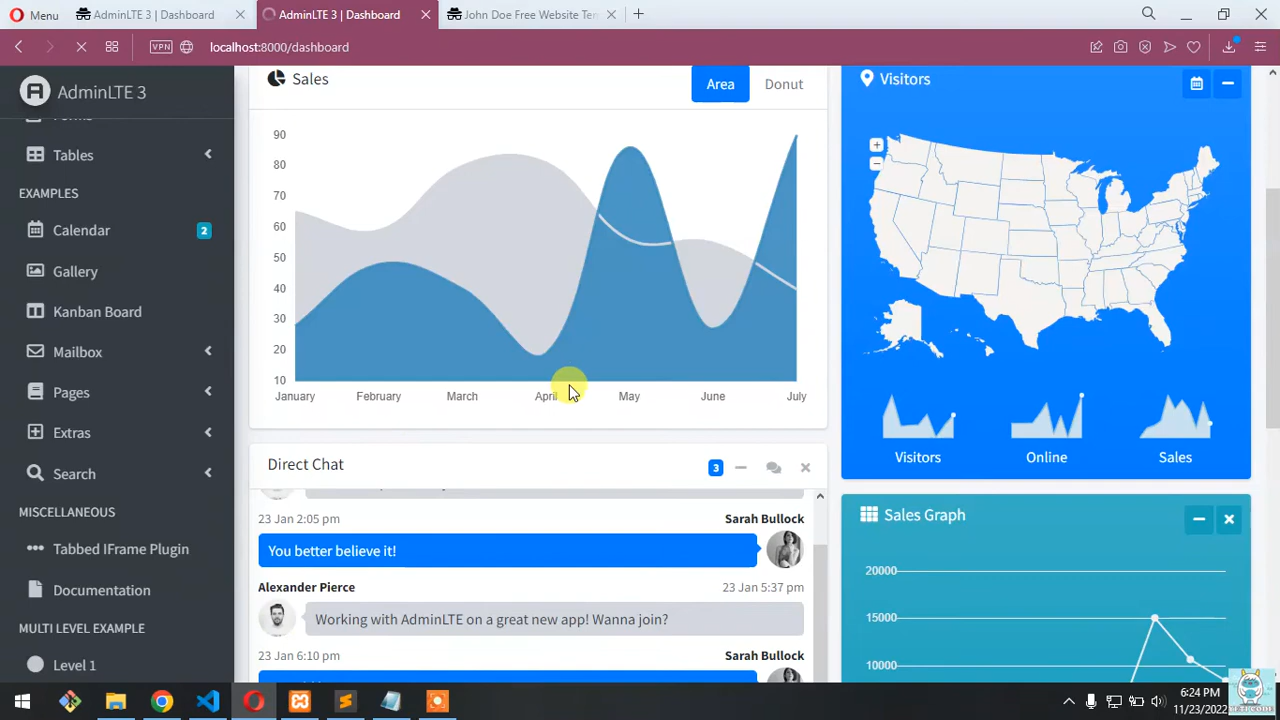 Menu
AdminLTE 3 | Dashboard
AdminLTE 3 | Dashboard
John Doe Free Website Tem
VPN
localhost:8000/dashboard
AdminLTE 3
Tables
EXAMPLES
Calendar 2
Gallery
Kanban Board
Mailbox
Pages
Extras
Search
MISCELLANEOUS
Tabbed IFrame Plugin
Documentation
MULTI LEVEL EXAMPLE
Level 1
Sales
Area
Donut
90
80
70
60
50
40
30
20
10
January February March April May June July
Direct Chat
3
23 Jan 2:05 pm Sarah Bullock
You better believe it!
Alexander Pierce 23 Jan 5:37 pm
Working with AdminLTE on a great new app! Wanna join?
23 Jan 6:10 pm Sarah Bullock
Visitors
+
−
Visitors Online Sales
Sales Graph
20000
15000
10000
6:24 PM
11/23/2022